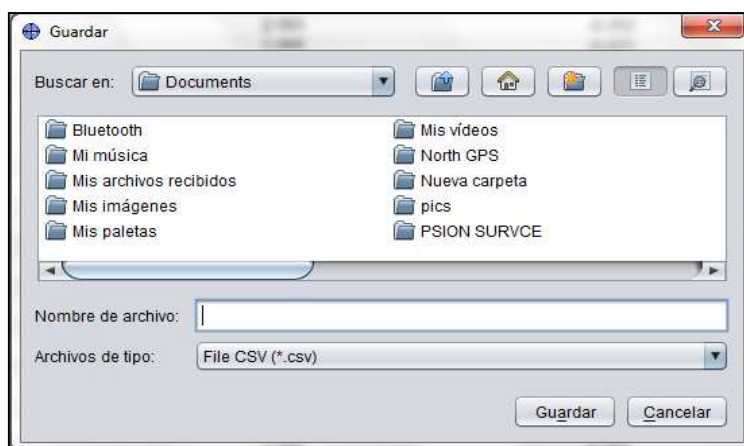 Guardar
Buscar en: Documents
Bluetooth
Mi música
Mis archivos recibidos
Mis imágenes
Mis paletas
Mis vídeos
North GPS
Nueva carpeta
pics
PSION SURVCE
Nombre de archivo:
Archivos de tipo: File CSV (*.csv)
Guardar Cancelar